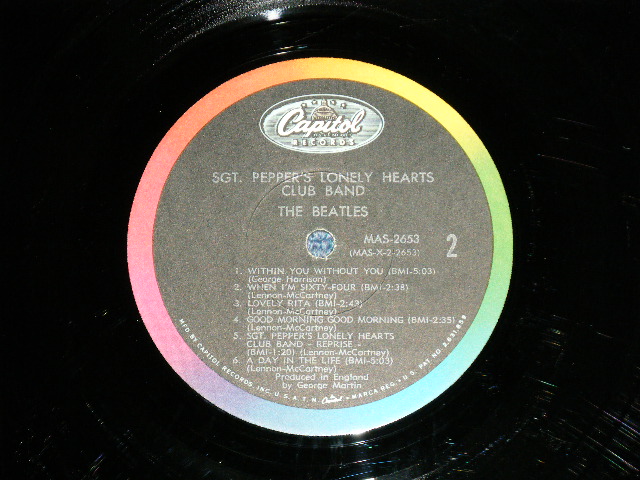 Capitol
RECORDS
SGT. PEPPER'S LONELY HEARTS
CLUB BAND
THE BEATLES
MAS-2653
(MAS-X-2-2653)
2
1. WITHIN YOU WITHOUT YOU (BMI-5:03)
(George Harrison)
2. WHEN I'M SIXTY-FOUR (BMI-2:38)
(Lennon-McCartney)
3. LOVELY RITA (BMI-2:43)
(Lennon-McCartney)
4. GOOD MORNING GOOD MORNING (BMI-2:35)
(Lennon-McCartney)
5. SGT. PEPPER'S LONELY HEARTS
CLUB BAND - REPRISE -
(BMI-1:20) (Lennon-McCartney)
6. A DAY IN THE LIFE (BMI-5:03)
(Lennon-McCartney)
Produced in England
by George Martin
MFD. BY CAPITOL RECORDS, INC. U.S.A. T.M. Capitol MARCA REG. • U.S. PAT. NO. 2,631,859